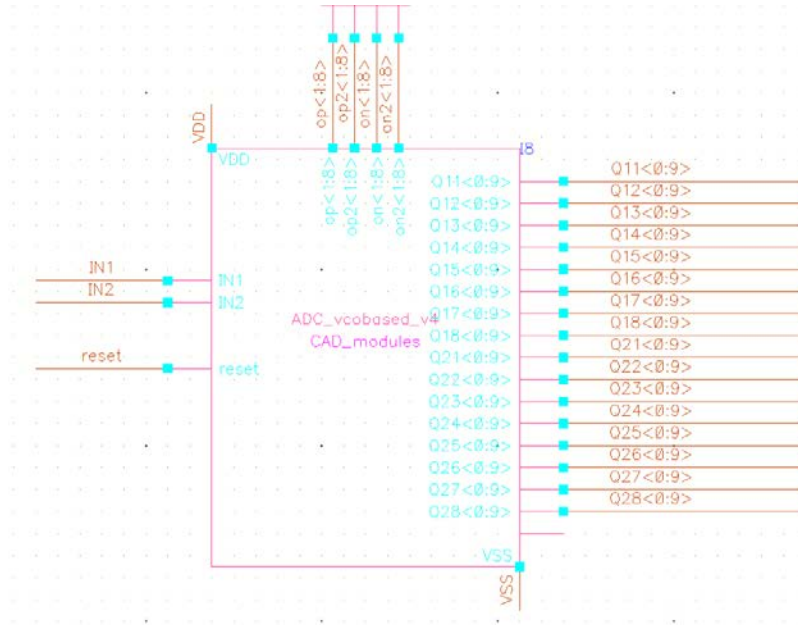 op<1:8>
op2<1:8>
on<1:8>
on2<1:8>
VDD
VDD
op<1:8>
op2<1:8>
on<1:8>
on2<1:8>
I8
Q11<0:9>
Q11<0:9>
Q12<0:9>
Q12<0:9>
Q13<0:9>
Q13<0:9>
Q14<0:9>
Q14<0:9>
Q15<0:9>
Q15<0:9>
Q16<0:9>
Q16<0:9>
Q17<0:9>
Q17<0:9>
Q18<0:9>
Q18<0:9>
Q21<0:9>
Q21<0:9>
Q22<0:9>
Q22<0:9>
Q23<0:9>
Q23<0:9>
Q24<0:9>
Q24<0:9>
Q25<0:9>
Q25<0:9>
Q26<0:9>
Q26<0:9>
Q27<0:9>
Q27<0:9>
Q28<0:9>
Q28<0:9>
IN1
IN1
IN2
IN2
ADC_vcobased_v4
CAD_modules
reset
reset
VSS
VSS